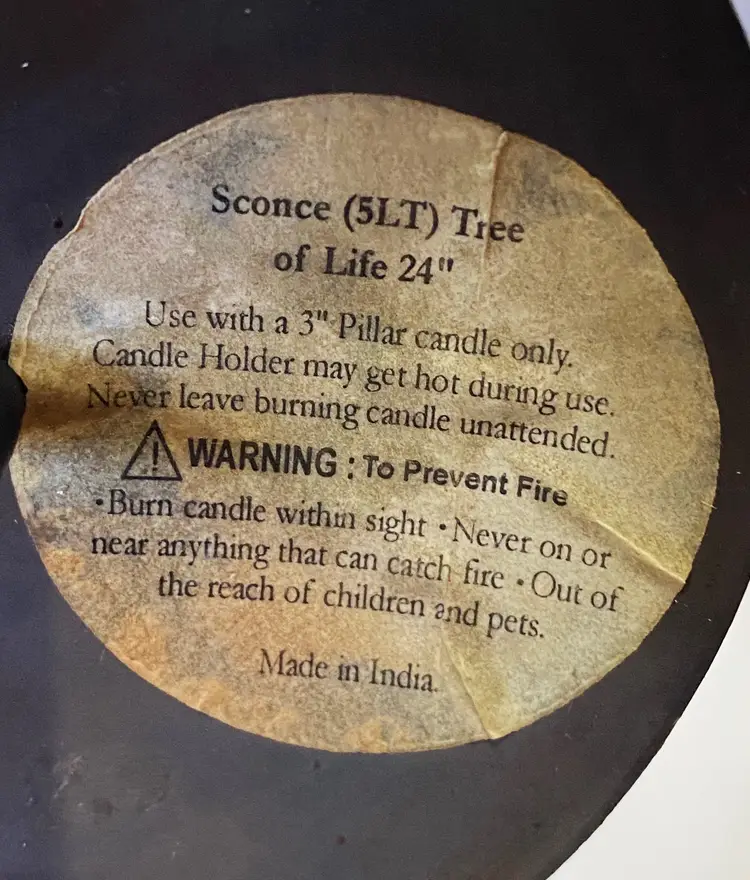 Sconce (5LT) Tree
of Life 24"
Use with a 3" Pillar candle only.
Candle Holder may get hot during use.
Never leave burning candle unattended.
WARNING : To Prevent Fire
•Burn candle within sight •Never on or
near anything that can catch fire •Out of
the reach of children and pets.
Made in India.